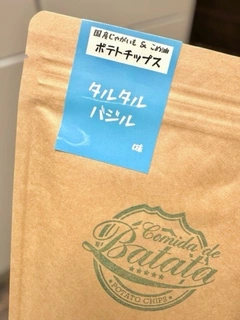 国産じゃがいも & こめ油
ポテトチップス
タルタル
バジル
味
Comida de
Batata
POTATO CHIPS